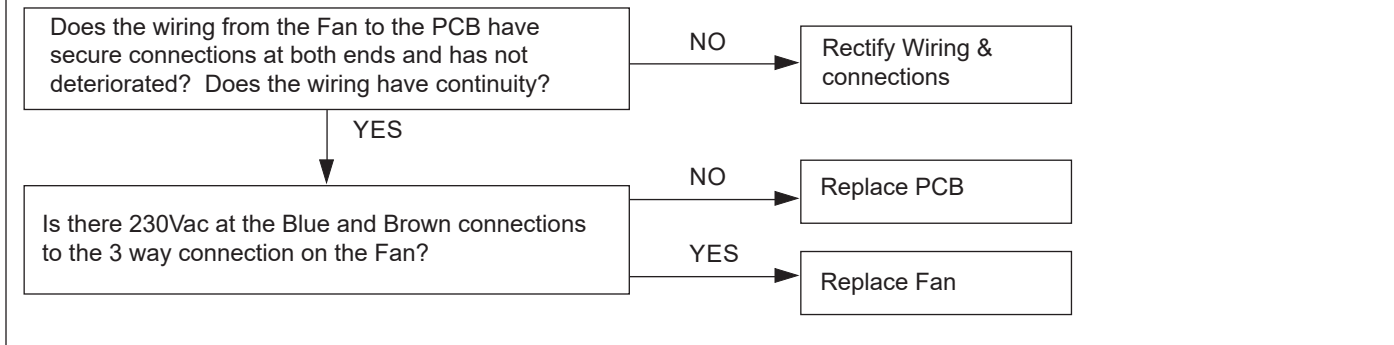 Does the wiring from the Fan to the PCB have
secure connections at both ends and has not
deteriorated?  Does the wiring have continuity?
NO
Rectify Wiring &
connections
YES
Is there 230Vac at the Blue and Brown connections
to the 3 way connection on the Fan?
NO
Replace PCB
YES
Replace Fan